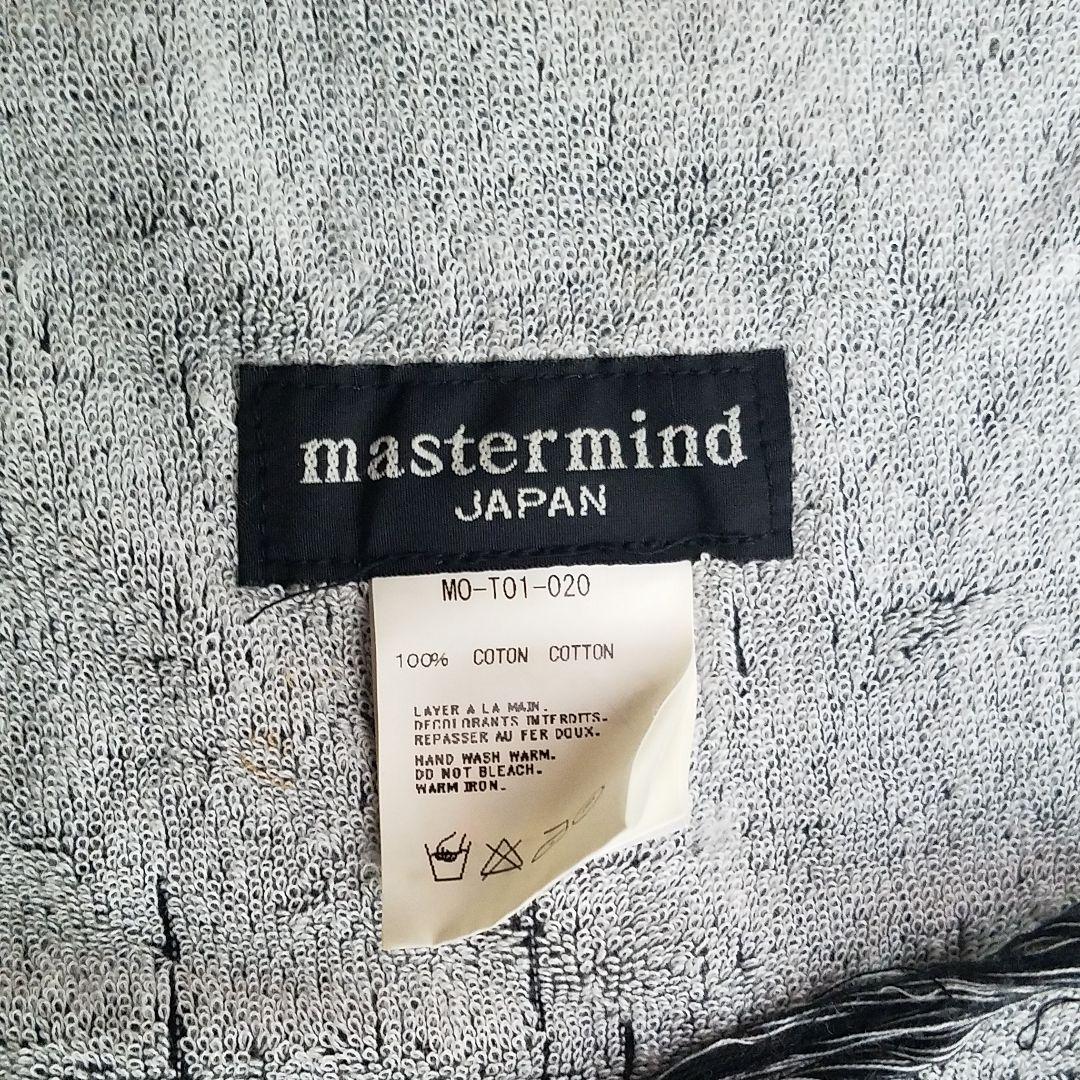 mastermind
JAPAN
MO-T01-020
100% COTON COTTON
LAVER A LA MAIN.
DECOLORANTS INTERDITS.
REPASSER AU FER DOUX.
HAND WASH WARM.
DO NOT BLEACH.
WARM IRON.